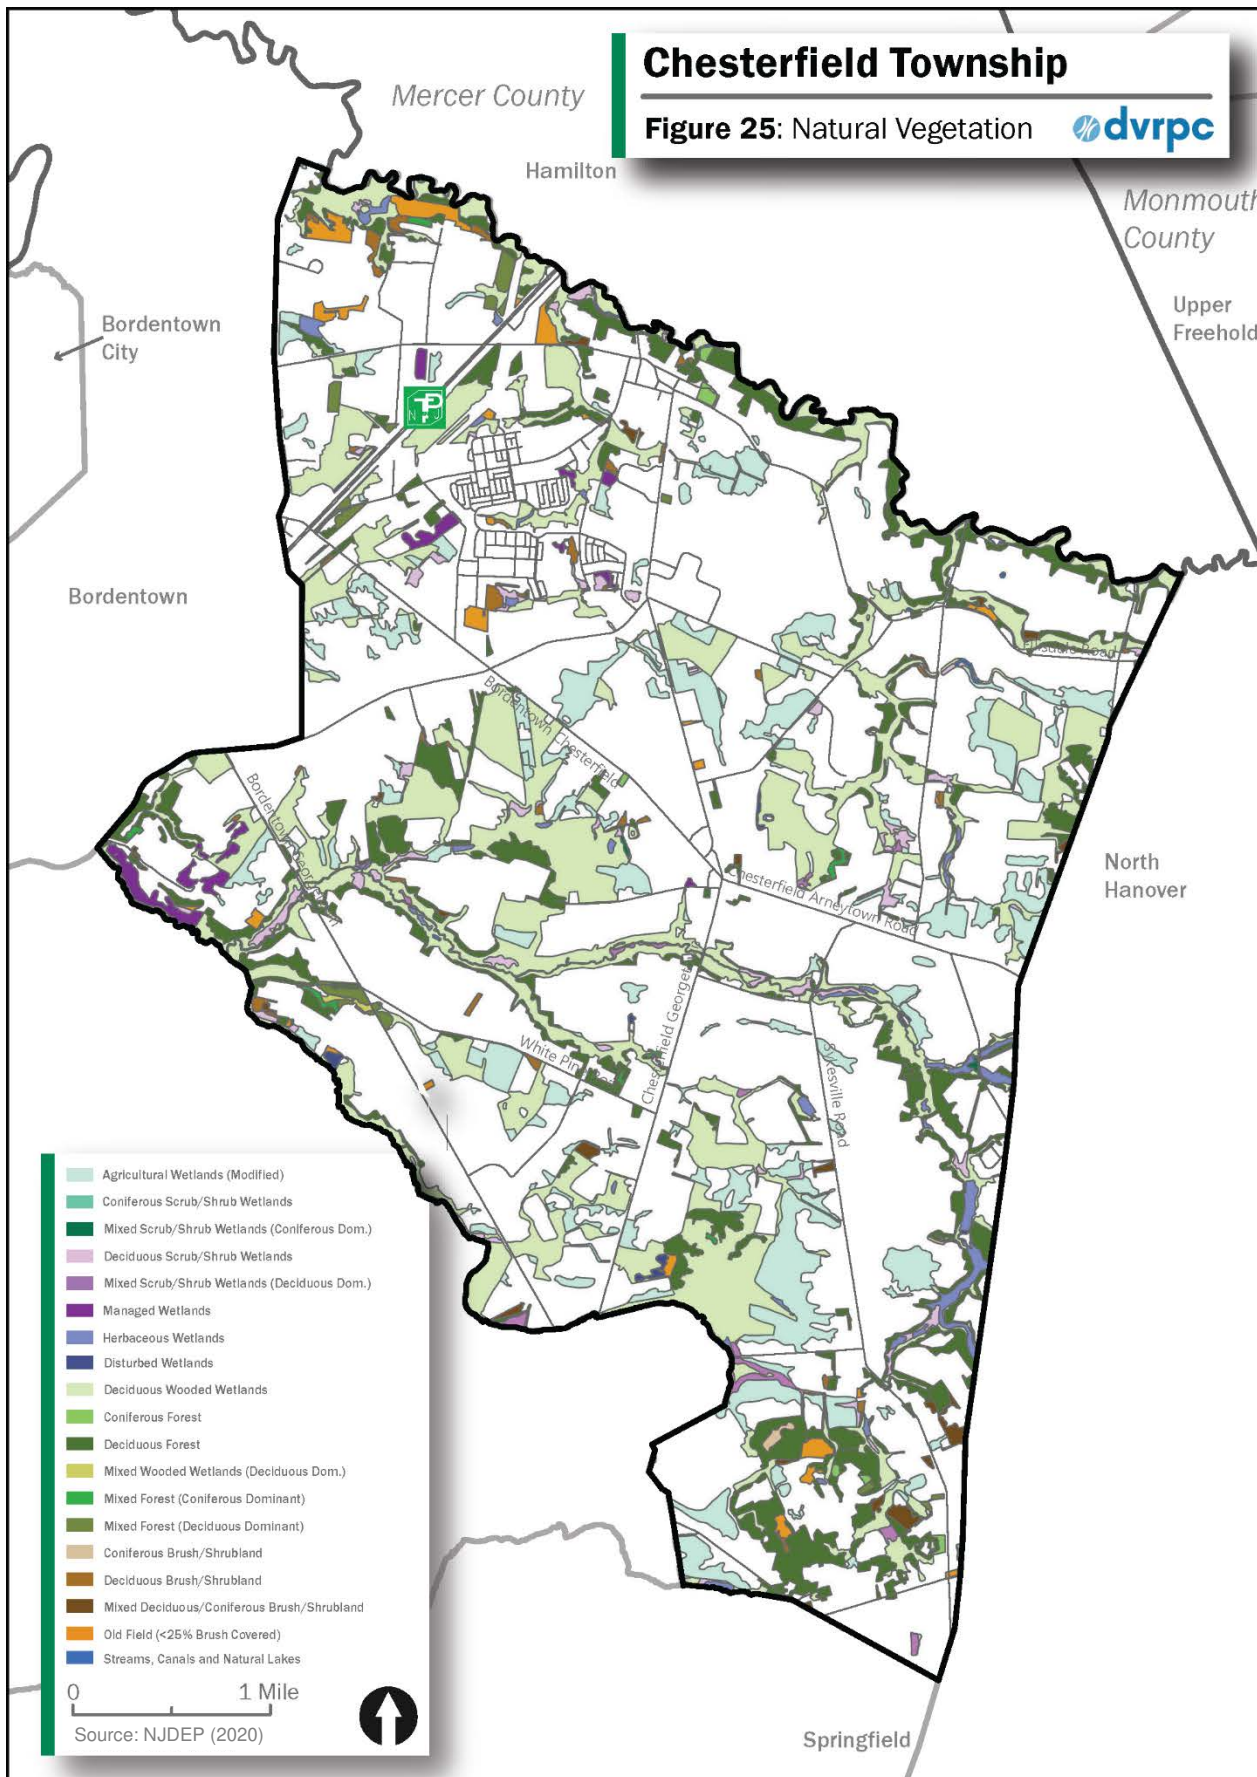 Chesterfield Township
Figure 25: Natural Vegetation
dvrpc
Mercer County
Hamilton
Monmouth
County
Upper
Freehold
Bordentown
City
Bordentown
North
Hanover
Springfield
Ellisdale Road
Bordentown Chesterfield
Chesterfield Arneytown Road
White Pine Road
Sykesville Road
Agricultural Wetlands (Modified)
Coniferous Scrub/Shrub Wetlands
Mixed Scrub/Shrub Wetlands (Coniferous Dom.)
Deciduous Scrub/Shrub Wetlands
Mixed Scrub/Shrub Wetlands (Deciduous Dom.)
Managed Wetlands
Herbaceous Wetlands
Disturbed Wetlands
Deciduous Wooded Wetlands
Coniferous Forest
Deciduous Forest
Mixed Wooded Wetlands (Deciduous Dom.)
Mixed Forest (Coniferous Dominant)
Mixed Forest (Deciduous Dominant)
Coniferous Brush/Shrubland
Deciduous Brush/Shrubland
Mixed Deciduous/Coniferous Brush/Shrubland
Old Field (<25% Brush Covered)
Streams, Canals and Natural Lakes
0 1 Mile
Source: NJDEP (2020)